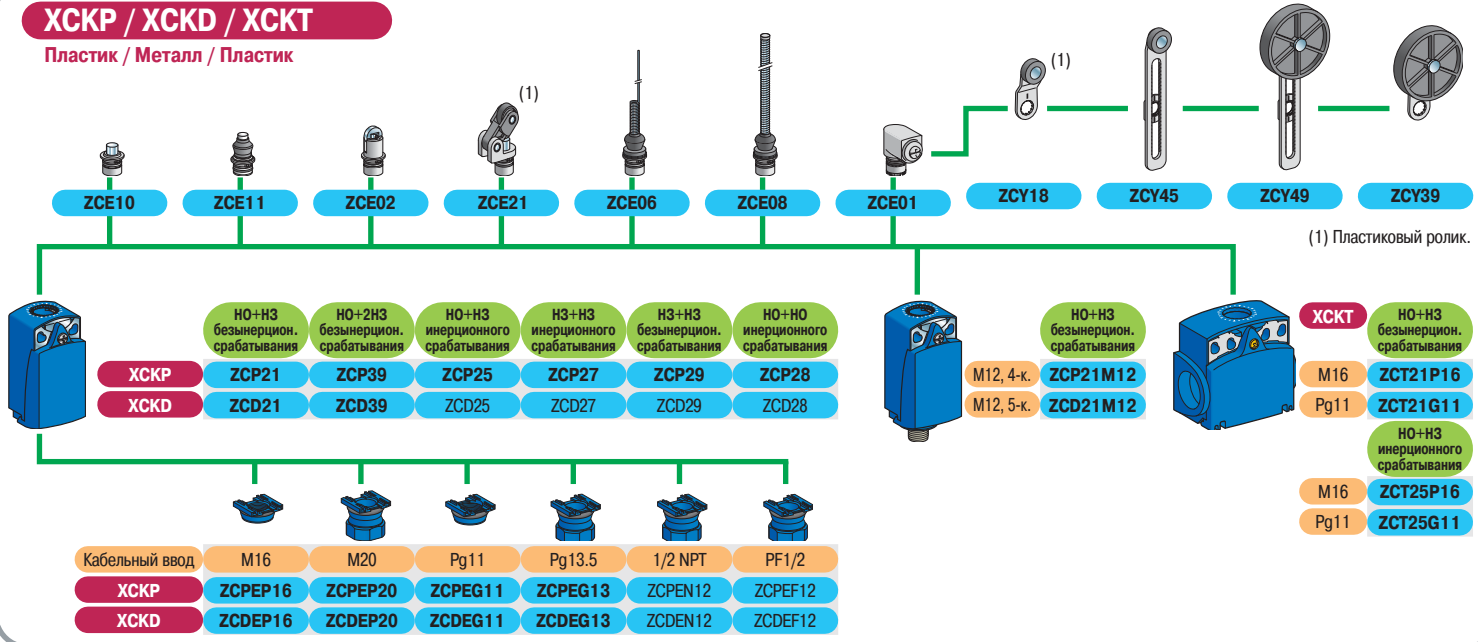 XCKP / XCKD / XCKT
Пластик / Металл / Пластик
(1)
(1)
ZCE10 ZCE11 ZCE02 ZCE21 ZCE06 ZCE08 ZCE01 ZCY18 ZCY45 ZCY49 ZCY39
(1) Пластиковый ролик.
НО+НЗ НО+2НЗ НО+НЗ НЗ+НЗ НЗ+НЗ НО+НО
безынерцион. безынерцион. инерционного инерционного безынерцион. инерционного
срабатывания срабатывания срабатывания срабатывания срабатывания срабатывания
XCKP ZCP21 ZCP39 ZCP25 ZCP27 ZCP29 ZCP28
XCKD ZCD21 ZCD39 ZCD25 ZCD27 ZCD29 ZCD28
НО+НЗ
безынерцион.
срабатывания
M12, 4-к. ZCP21M12
M12, 5-к. ZCD21M12
XCKT НО+НЗ
безынерцион.
срабатывания
M16 ZCT21P16
Pg11 ZCT21G11
НО+НЗ
инерционного
срабатывания
M16 ZCT25P16
Pg11 ZCT25G11
Кабельный ввод M16 M20 Pg11 Pg13.5 1/2 NPT PF1/2
XCKP ZCPEP16 ZCPEP20 ZCPEG11 ZCPEG13 ZCPEN12 ZCPEF12
XCKD ZCDEP16 ZCDEP20 ZCDEG11 ZCDEG13 ZCDEN12 ZCDEF12